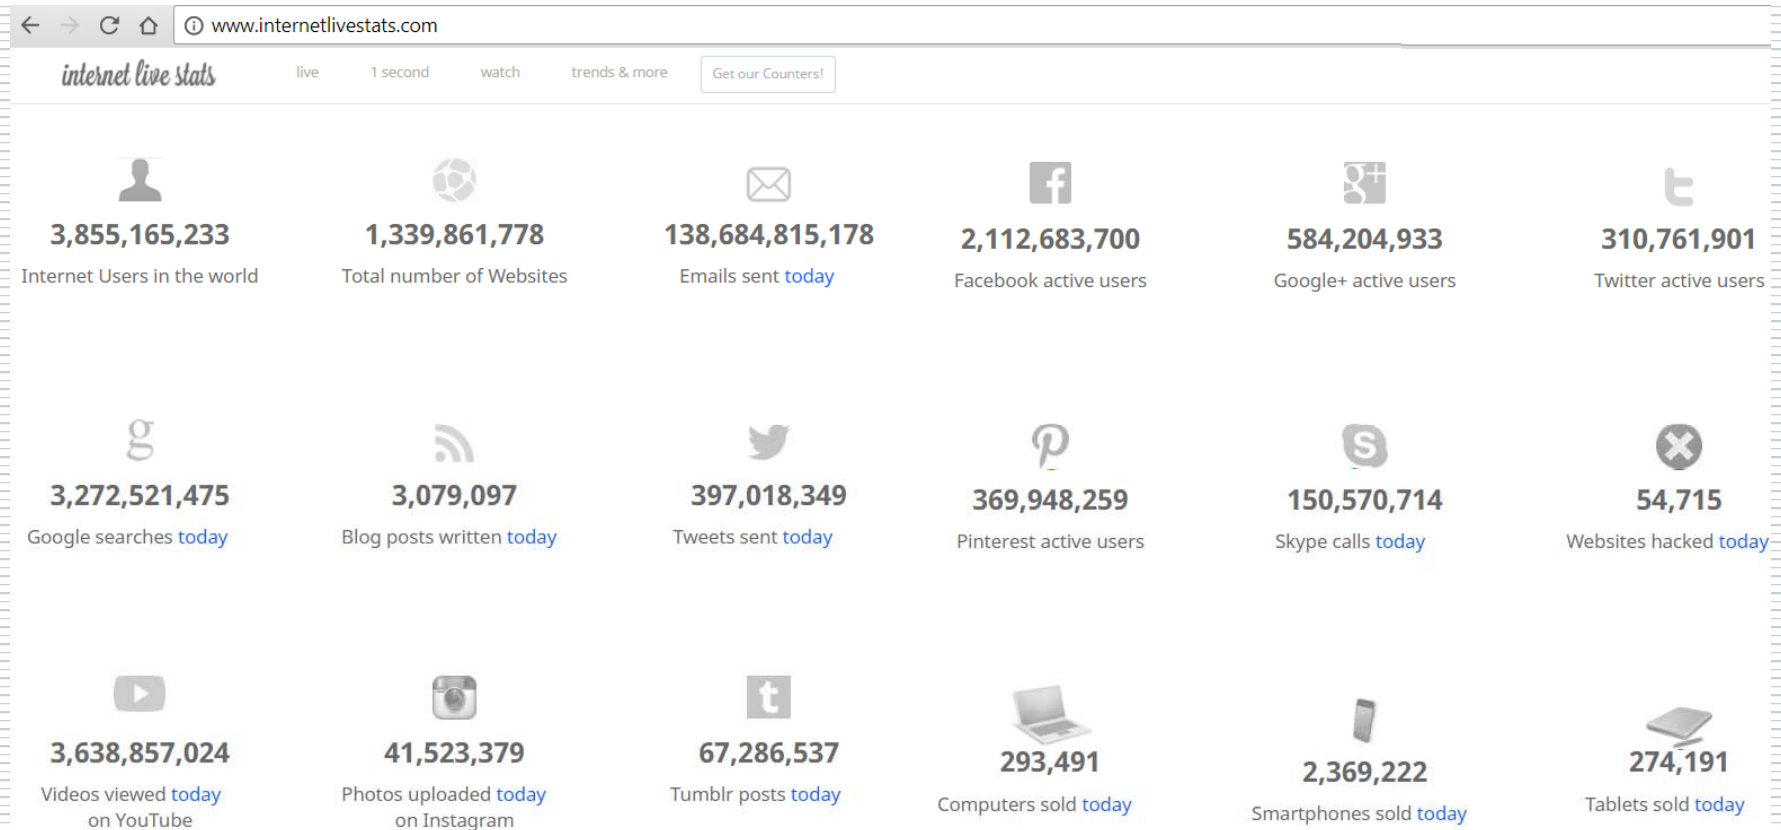 www.internetlivestats.com
internet live stats live 1 second watch trends & more Get our Counters!
3,855,165,233 1,339,861,778 138,684,815,178 2,112,683,700 584,204,933 310,761,901
Internet Users in the world Total number of Websites Emails sent today Facebook active users Google+ active users Twitter active users
3,272,521,475 3,079,097 397,018,349 369,948,259 150,570,714 54,715
Google searches today Blog posts written today Tweets sent today Pinterest active users Skype calls today Websites hacked today
3,638,857,024 41,523,379 67,286,537 293,491 2,369,222 274,191
Videos viewed today Photos uploaded today Tumblr posts today Computers sold today Smartphones sold today Tablets sold today
on YouTube on Instagram